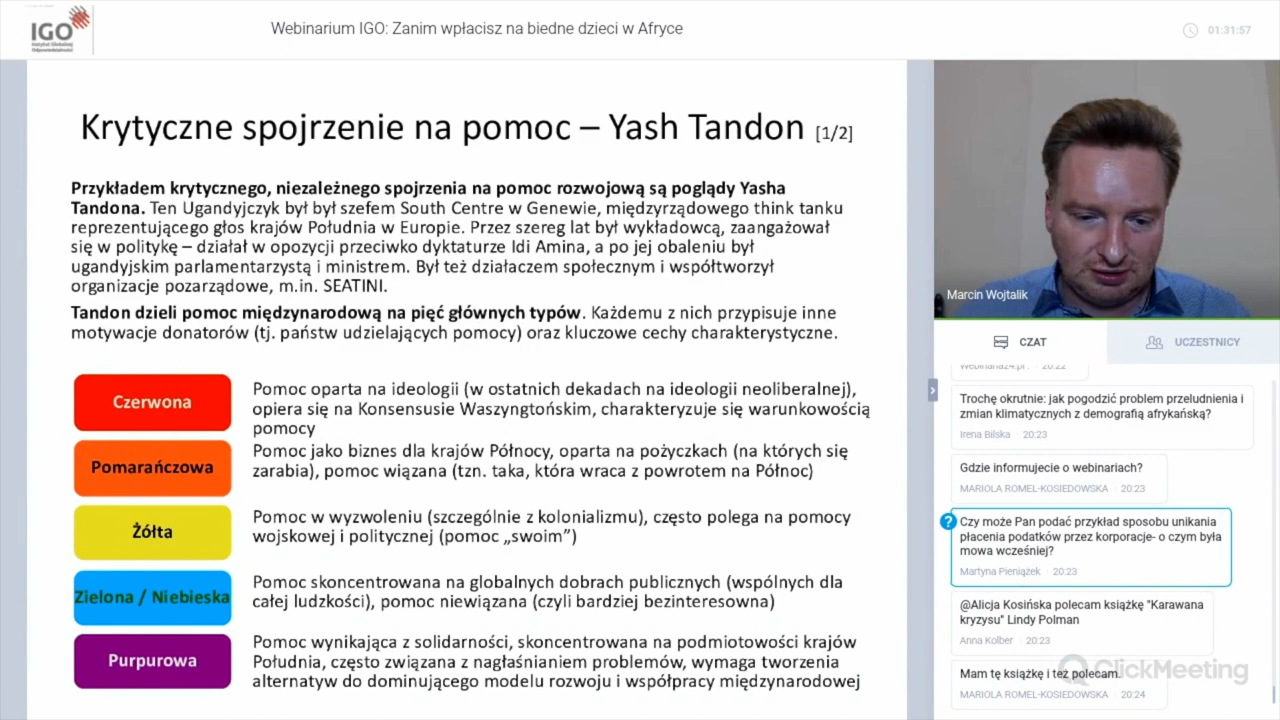 IGO
Instytut Globalnej
Odpowiedzialności
Webinarium IGO: Zanim wpłacisz na biedne dzieci w Afryce
01:31:57
Krytyczne spojrzenie na pomoc – Yash Tandon [1/2]
Przykładem krytycznego, niezależnego spojrzenia na pomoc rozwojową są poglądy Yasha
Tandona. Ten Ugandyjczyk był był szefem South Centre w Genewie, międzyrządowego think tanku
reprezentującego głos krajów Południa w Europie. Przez szereg lat był wykładowcą, zaangażował
się w politykę – działał w opozycji przeciwko dyktaturze Idi Amina, a po jej obaleniu był
ugandyjskim parlamentarzystą i ministrem. Był też działaczem społecznym i współtworzył
organizacje pozarządowe, m.in. SEATINI.
Tandon dzieli pomoc międzynarodową na pięć głównych typów. Każdemu z nich przypisuje inne
motywacje donatorów (tj. państw udzielających pomocy) oraz kluczowe cechy charakterystyczne.
Czerwona
Pomoc oparta na ideologii (w ostatnich dekadach na ideologii neoliberalnej),
opiera się na Konsensusie Waszyngtońskim, charakteryzuje się warunkowością
pomocy
Pomarańczowa
Pomoc jako biznes dla krajów Północy, oparta na pożyczkach (na których się
zarabia), pomoc wiązana (tzn. taka, która wraca z powrotem na Północ)
Żółta
Pomoc w wyzwoleniu (szczególnie z kolonializmu), często polega na pomocy
wojskowej i politycznej (pomoc „swoim”)
Zielona / Niebieska
Pomoc skoncentrowana na globalnych dobrach publicznych (wspólnych dla
całej ludzkości), pomoc niewiązana (czyli bardziej bezinteresowna)
Purpurowa
Pomoc wynikająca z solidarności, skoncentrowana na podmiotowości krajów
Południa, często związana z nagłaśnianiem problemów, wymaga tworzenia
alternatyw do dominującego modelu rozwoju i współpracy międzynarodowej
Marcin Wojtalik
CZAT
UCZESTNICY
20:22
Trochę okrutnie: jak pogodzić problem przeludnienia i
zmian klimatycznych z demografią afrykańską?
Irena Bilska · 20:23
Gdzie informujecie o webinariach?
MARIOLA ROMEL-KOSIEDOWSKA · 20:23
?
Czy może Pan podać przykład sposobu unikania
płacenia podatków przez korporacje- o czym była
mowa wcześniej?
Martyna Pieniążek · 20:23
@Alicja Kosińska polecam książkę "Karawana
kryzysu" Lindy Polman
Anna Kolber · 20:23
Mam tę książkę i też polecam.
MARIOLA ROMEL-KOSIEDOWSKA · 20:24
ClickMeeting